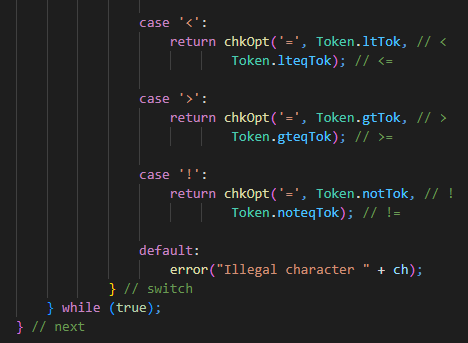 case '<':
return chkOpt('=', Token.ltTok, // <
Token.lteqTok); // <=
case '>':
return chkOpt('=', Token.gtTok, // >
Token.gteqTok); // >=
case '!':
return chkOpt('=', Token.notTok, // !
Token.noteqTok); // !=
default:
error("Illegal character " + ch);
} // switch
} while (true);
} // next